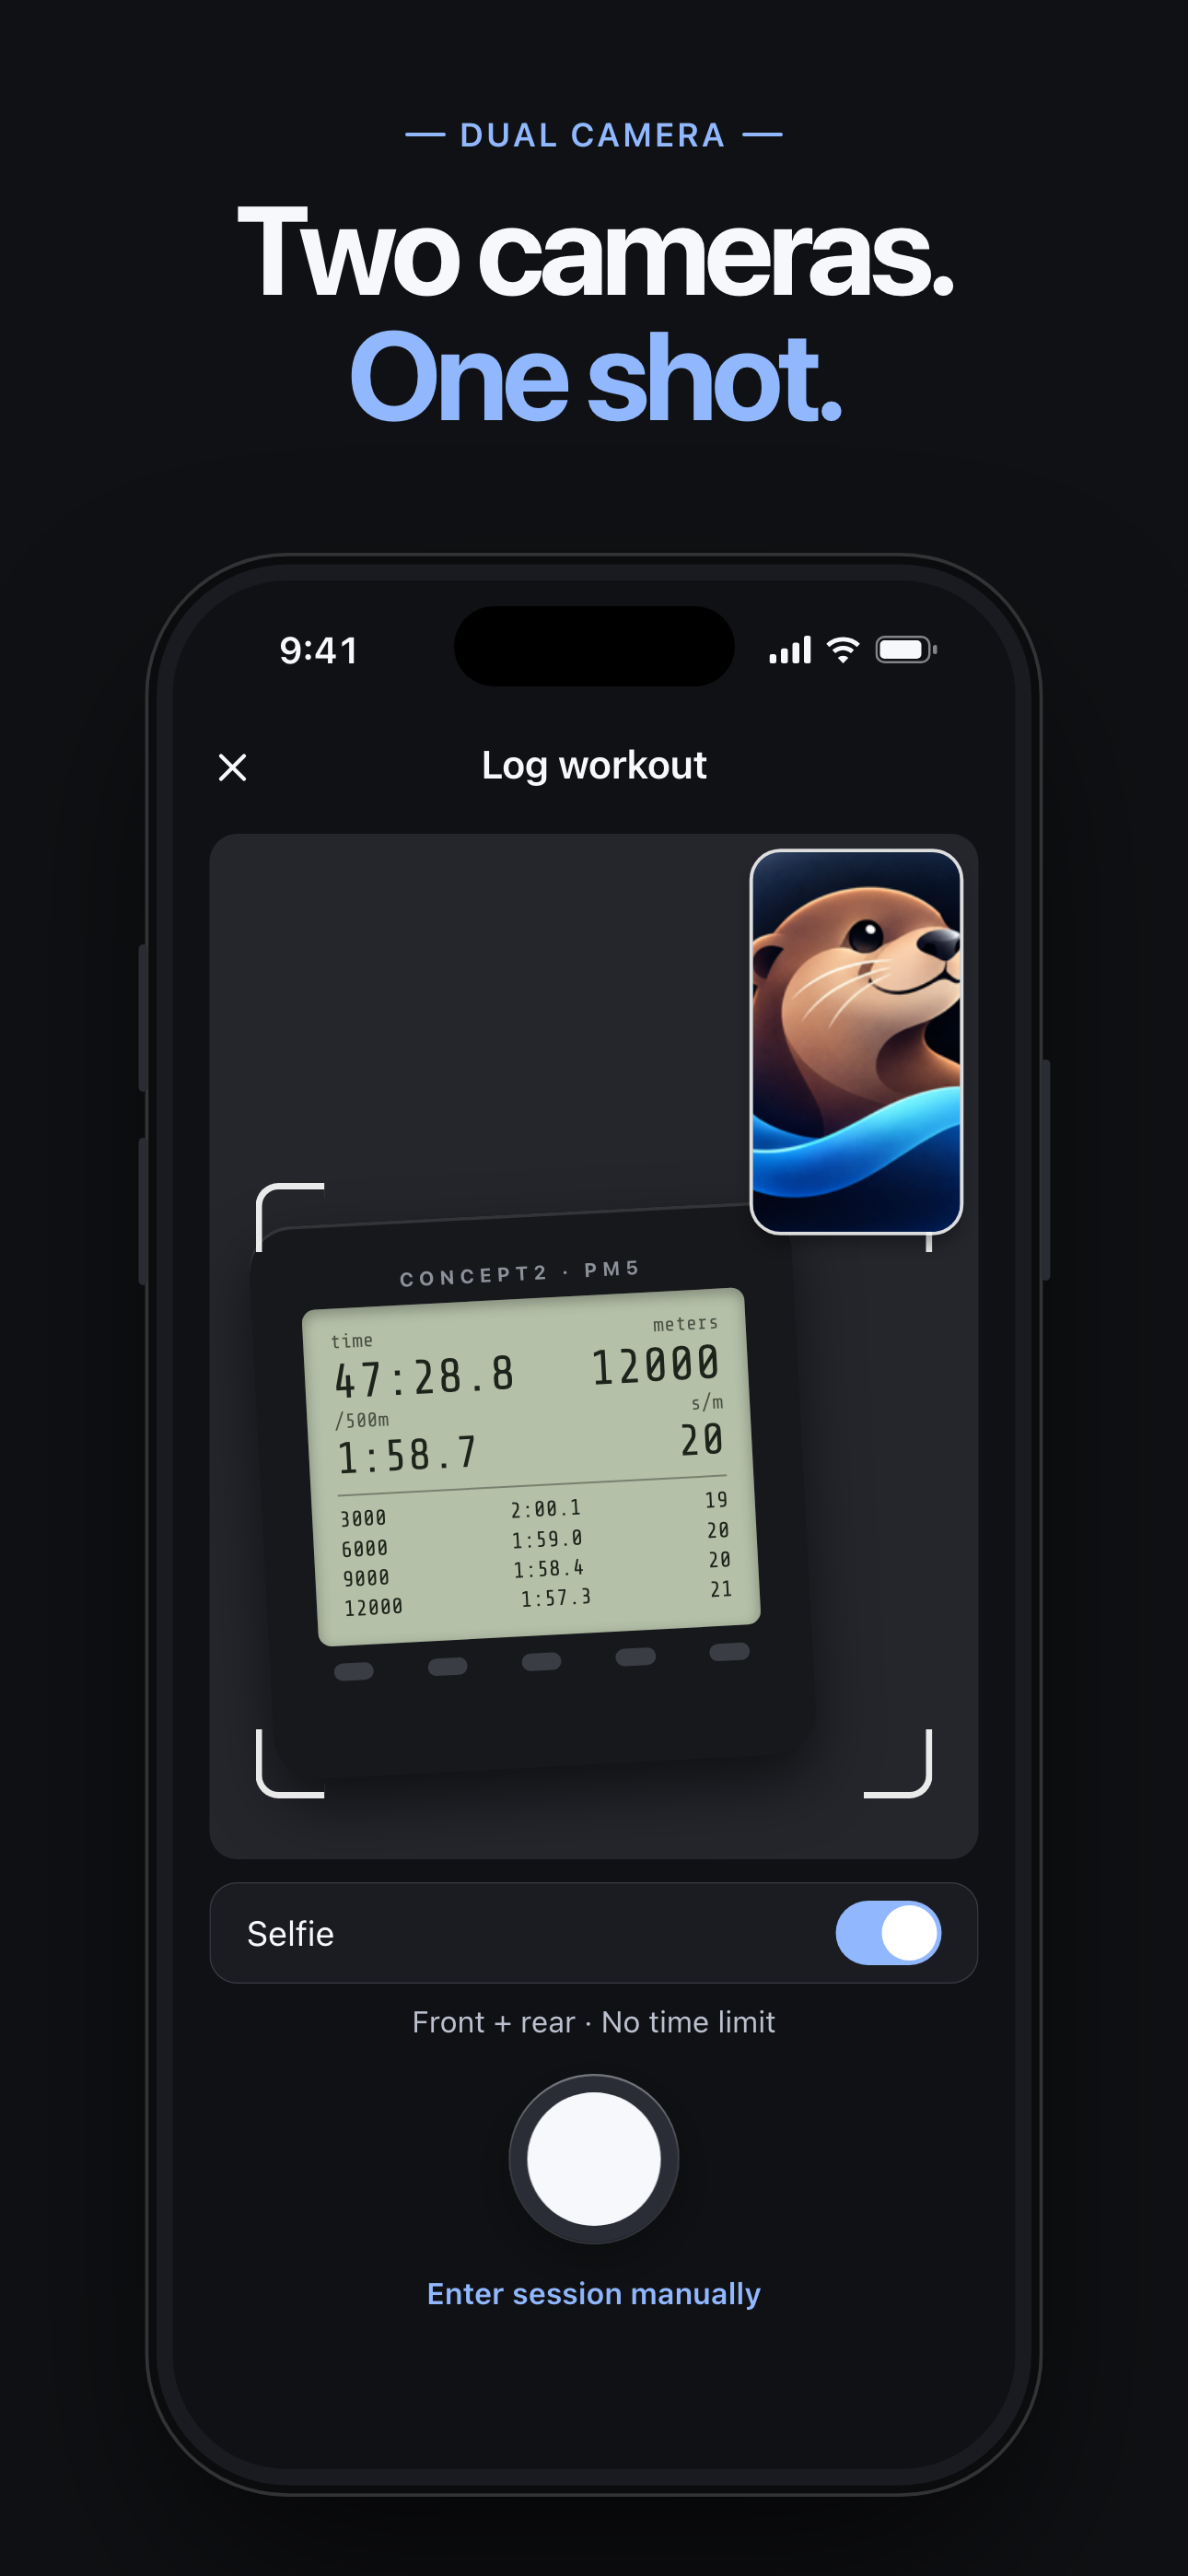 DUAL CAMERA
Two cameras.
One shot.
9:41
Log workout
CONCEPT2 · PM5
time meters
47:28.8 12000
/500m s/m
1:58.7 20
3000 2:00.1 19
6000 1:59.0 20
9000 1:58.4 20
12000 1:57.3 21
Selfie
Front + rear · No time limit
Enter session manually